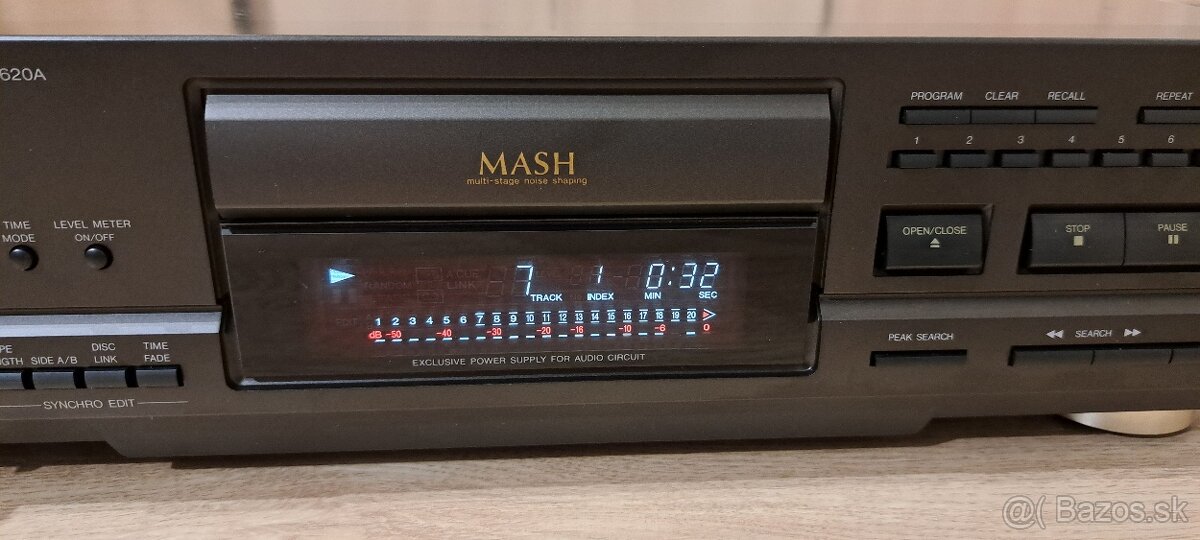 620A
MASH
multi-stage noise shaping
PROGRAM CLEAR RECALL REPEAT
1 2 3 4 5 6
TIME MODE
LEVEL METER ON/OFF
OPEN/CLOSE
STOP
PAUSE
A.CUE
RANDOM LINK
7 1 0:32
TRACK INDEX MIN SEC
1 2 3 4 5 6 7 8 9 10 11 12 13 14 15 16 17 18 19 20
dB -50 -40 -30 -20 -16 -10 -6 0
EXCLUSIVE POWER SUPPLY FOR AUDIO CIRCUIT
PEAK SEARCH
SEARCH
SIDE A/B
DISC LINK
TIME FADE
SYNCHRO EDIT
@( Bazos.sk